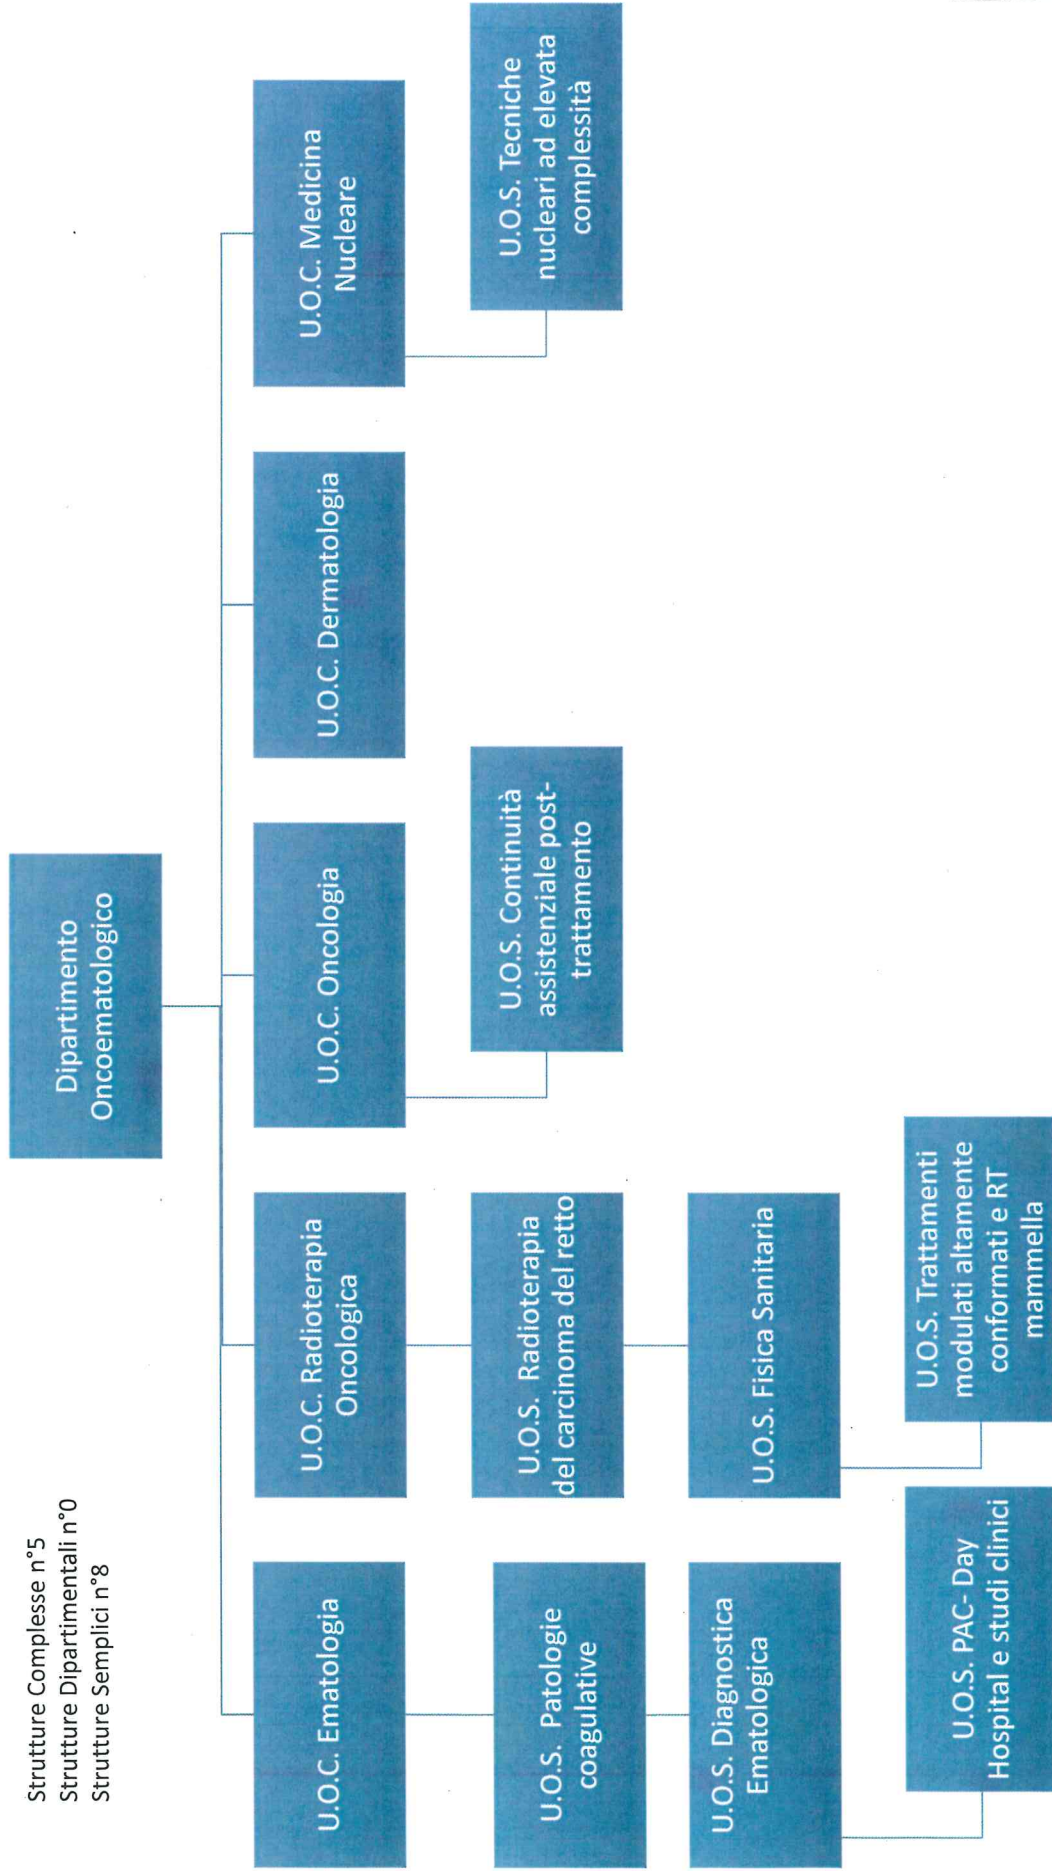 Strutture Complesse n°5
Strutture Dipartimentali n°0
Strutture Semplici n°8
Dipartimento
Oncoematologico
U.O.C. Ematologia
U.O.C. Radioterapia
Oncologica
U.O.C. Oncologia
U.O.C. Dermatologia
U.O.C. Medicina
Nucleare
U.O.S. Patologie
coagulative
U.O.S. Radioterapia
del carcinoma del retto
U.O.S. Continuità
assistenziale post-
trattamento
U.O.S. Tecniche
nucleari ad elevata
complessità
U.O.S. Diagnostica
Ematologica
U.O.S. Fisica Sanitaria
U.O.S. PAC- Day
Hospital e studi clinici
U.O.S. Trattamenti
modulati altamente
conformati e RT
mammella